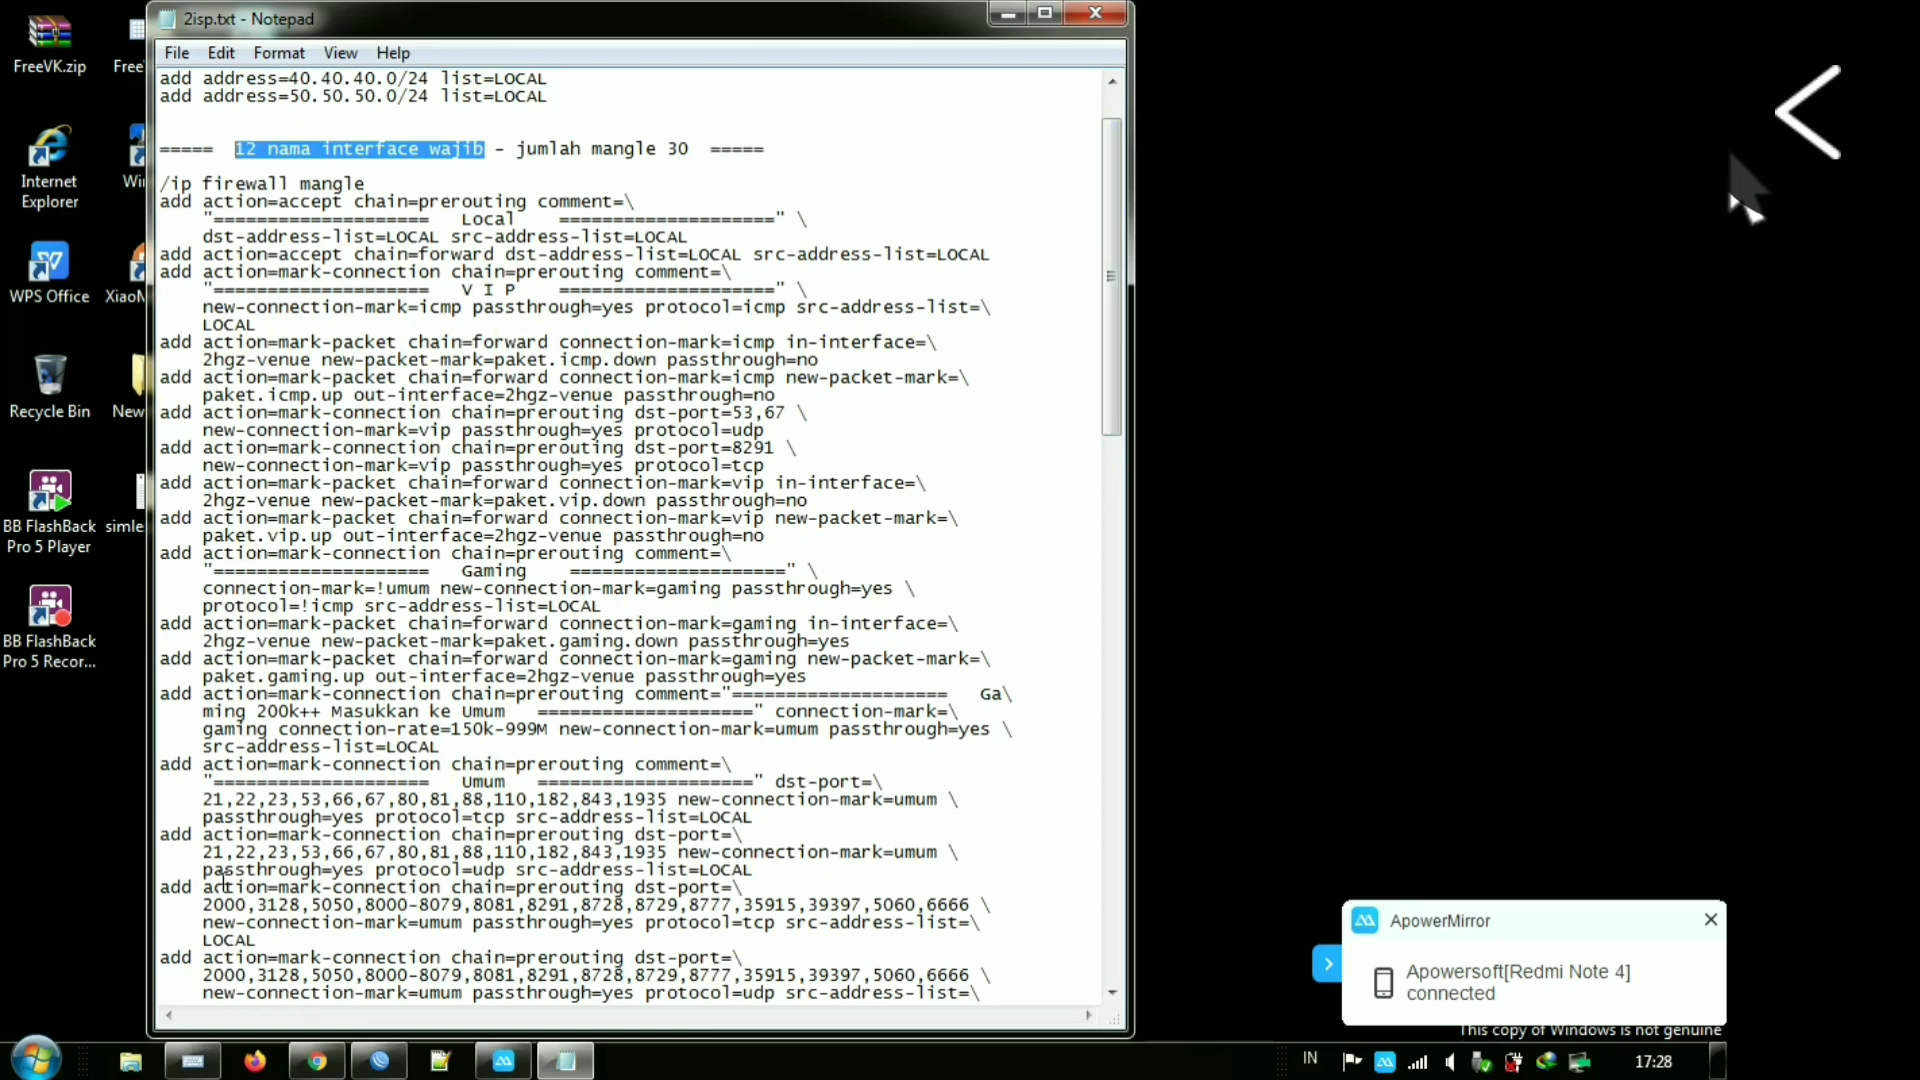 2isp.txt - Notepad
File Edit Format View Help
add address=40.40.40.0/24 list=LOCAL
add address=50.50.50.0/24 list=LOCAL
===== 12 nama interface wajib - jumlah mangle 30 =====
/ip firewall mangle
add action=accept chain=prerouting comment=\
"==================== Local ====================" \
dst-address-list=LOCAL src-address-list=LOCAL
add action=accept chain=forward dst-address-list=LOCAL src-address-list=LOCAL
add action=mark-connection chain=prerouting comment=\
"==================== V I P ====================" \
new-connection-mark=icmp passthrough=yes protocol=icmp src-address-list=\
LOCAL
add action=mark-packet chain=forward connection-mark=icmp in-interface=\
2hgz-venue new-packet-mark=paket.icmp.down passthrough=no
add action=mark-packet chain=forward connection-mark=icmp new-packet-mark=\
paket.icmp.up out-interface=2hgz-venue passthrough=no
add action=mark-connection chain=prerouting dst-port=53,67 \
new-connection-mark=vip passthrough=yes protocol=udp
add action=mark-connection chain=prerouting dst-port=8291 \
new-connection-mark=vip passthrough=yes protocol=tcp
add action=mark-packet chain=forward connection-mark=vip in-interface=\
2hgz-venue new-packet-mark=paket.vip.down passthrough=no
add action=mark-packet chain=forward connection-mark=vip new-packet-mark=\
paket.vip.up out-interface=2hgz-venue passthrough=no
add action=mark-connection chain=prerouting comment=\
"==================== Gaming ====================" \
connection-mark=!umum new-connection-mark=gaming passthrough=yes \
protocol=!icmp src-address-list=LOCAL
add action=mark-packet chain=forward connection-mark=gaming in-interface=\
2hgz-venue new-packet-mark=paket.gaming.down passthrough=yes
add action=mark-packet chain=forward connection-mark=gaming new-packet-mark=\
paket.gaming.up out-interface=2hgz-venue passthrough=yes
add action=mark-connection chain=prerouting comment="==================== Ga\
ming 200k++ Masukkan ke Umum ====================" connection-mark=\
gaming connection-rate=150k-999M new-connection-mark=umum passthrough=yes \
src-address-list=LOCAL
add action=mark-connection chain=prerouting comment=\
"==================== Umum ====================" dst-port=\
21,22,23,53,66,67,80,81,88,110,182,843,1935 new-connection-mark=umum \
passthrough=yes protocol=tcp src-address-list=LOCAL
add action=mark-connection chain=prerouting dst-port=\
21,22,23,53,66,67,80,81,88,110,182,843,1935 new-connection-mark=umum \
passthrough=yes protocol=udp src-address-list=LOCAL
add action=mark-connection chain=prerouting dst-port=\
2000,3128,5050,8000-8079,8081,8291,8728,8729,8777,35915,39397,5060,6666 \
new-connection-mark=umum passthrough=yes protocol=tcp src-address-list=\
LOCAL
add action=mark-connection chain=prerouting dst-port=\
2000,3128,5050,8000-8079,8081,8291,8728,8729,8777,35915,39397,5060,6666 \
new-connection-mark=umum passthrough=yes protocol=udp src-address-list=\
FreeVK.zip
Free
Internet
Explorer
Wi
WPS Office
XiaoM
Recycle Bin
New
BB FlashBack
Pro 5 Player
simle
BB FlashBack
Pro 5 Recor...
ApowerMirror
Apowersoft[Redmi Note 4]
connected
This copy of Windows is not genuine
IN
17:28